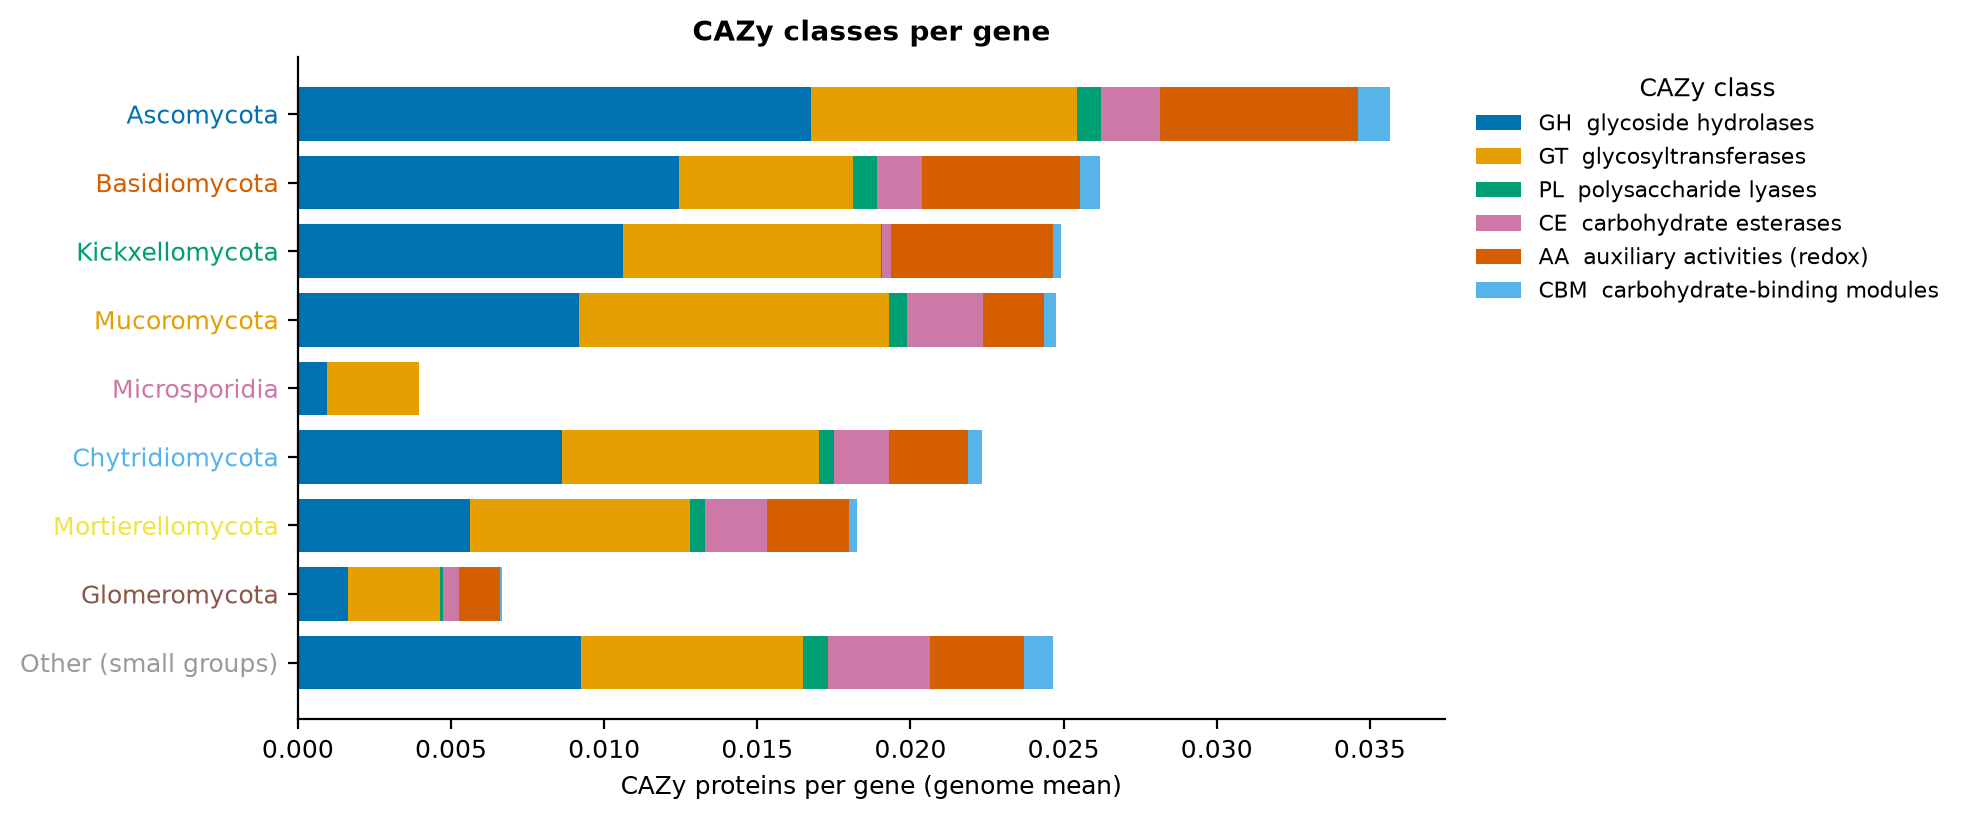 CAZy classes per gene
Ascomycota
Basidiomycota
Kickxellomycota
Mucoromycota
Microsporidia
Chytridiomycota
Mortierellomycota
Glomeromycota
Other (small groups)
0.000 0.005 0.010 0.015 0.020 0.025 0.030 0.035
CAZy proteins per gene (genome mean)
CAZy class
GH  glycoside hydrolases
GT  glycosyltransferases
PL  polysaccharide lyases
CE  carbohydrate esterases
AA  auxiliary activities (redox)
CBM  carbohydrate-binding modules